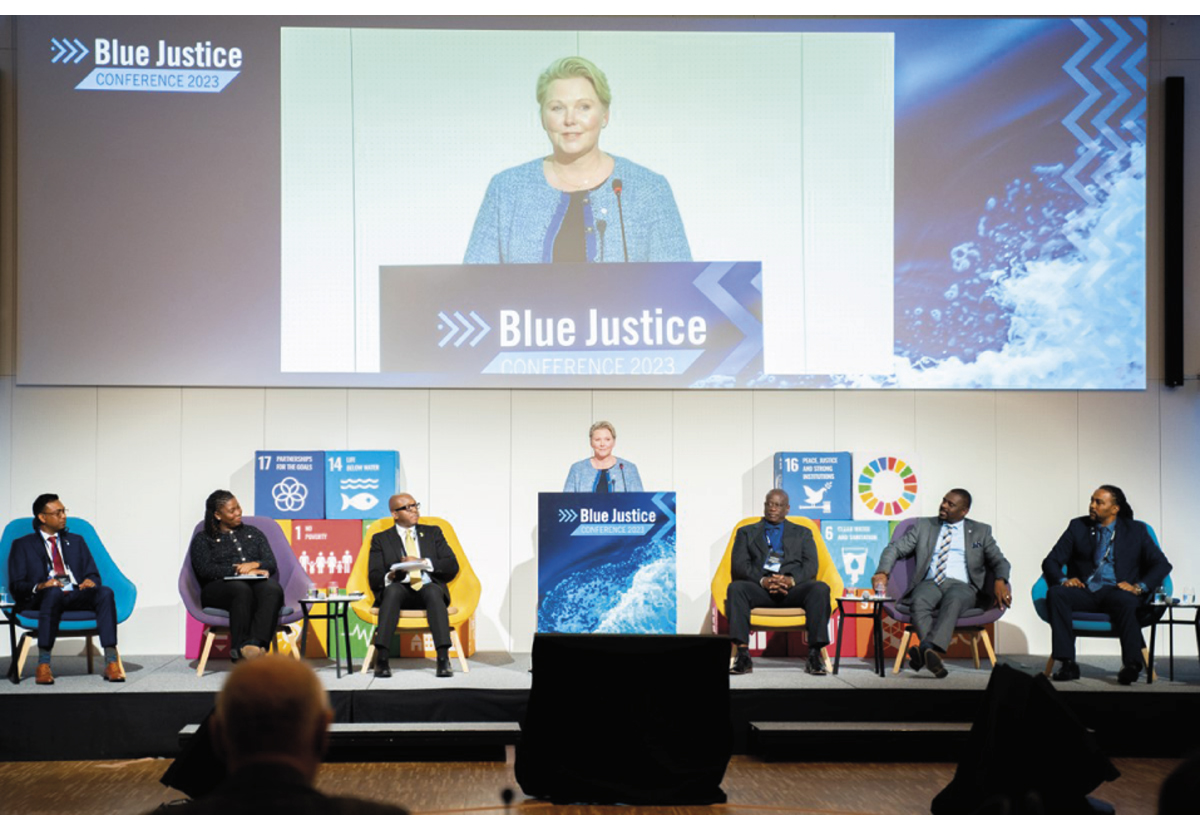 Blue Justice
CONFERENCE 2023
Blue Justice
CONFERENCE 2023
17 PARTNERSHIPS
FOR THE GOALS
14 LIFE
BELOW WATER
1 NO
POVERTY
Blue Justice
CONFERENCE 2023
16 PEACE, JUSTICE
AND STRONG
INSTITUTIONS
6 CLEAN WATER
AND SANITATION